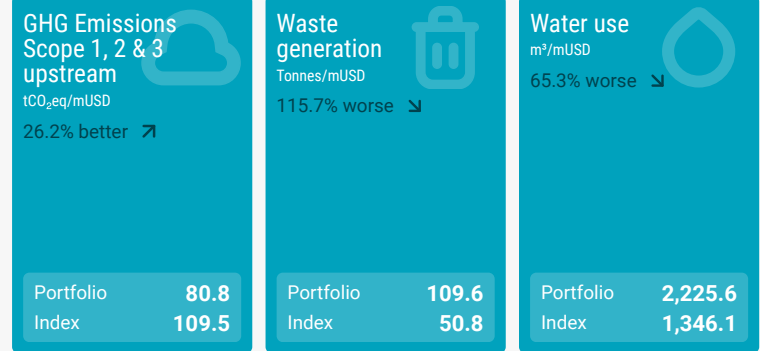 GHG Emissions
Scope 1, 2 & 3
upstream
tCO₂eq/mUSD
26.2% better
Portfolio 80.8
Index 109.5
Waste
generation
Tonnes/mUSD
115.7% worse
Portfolio 109.6
Index 50.8
Water use
m³/mUSD
65.3% worse
Portfolio 2,225.6
Index 1,346.1